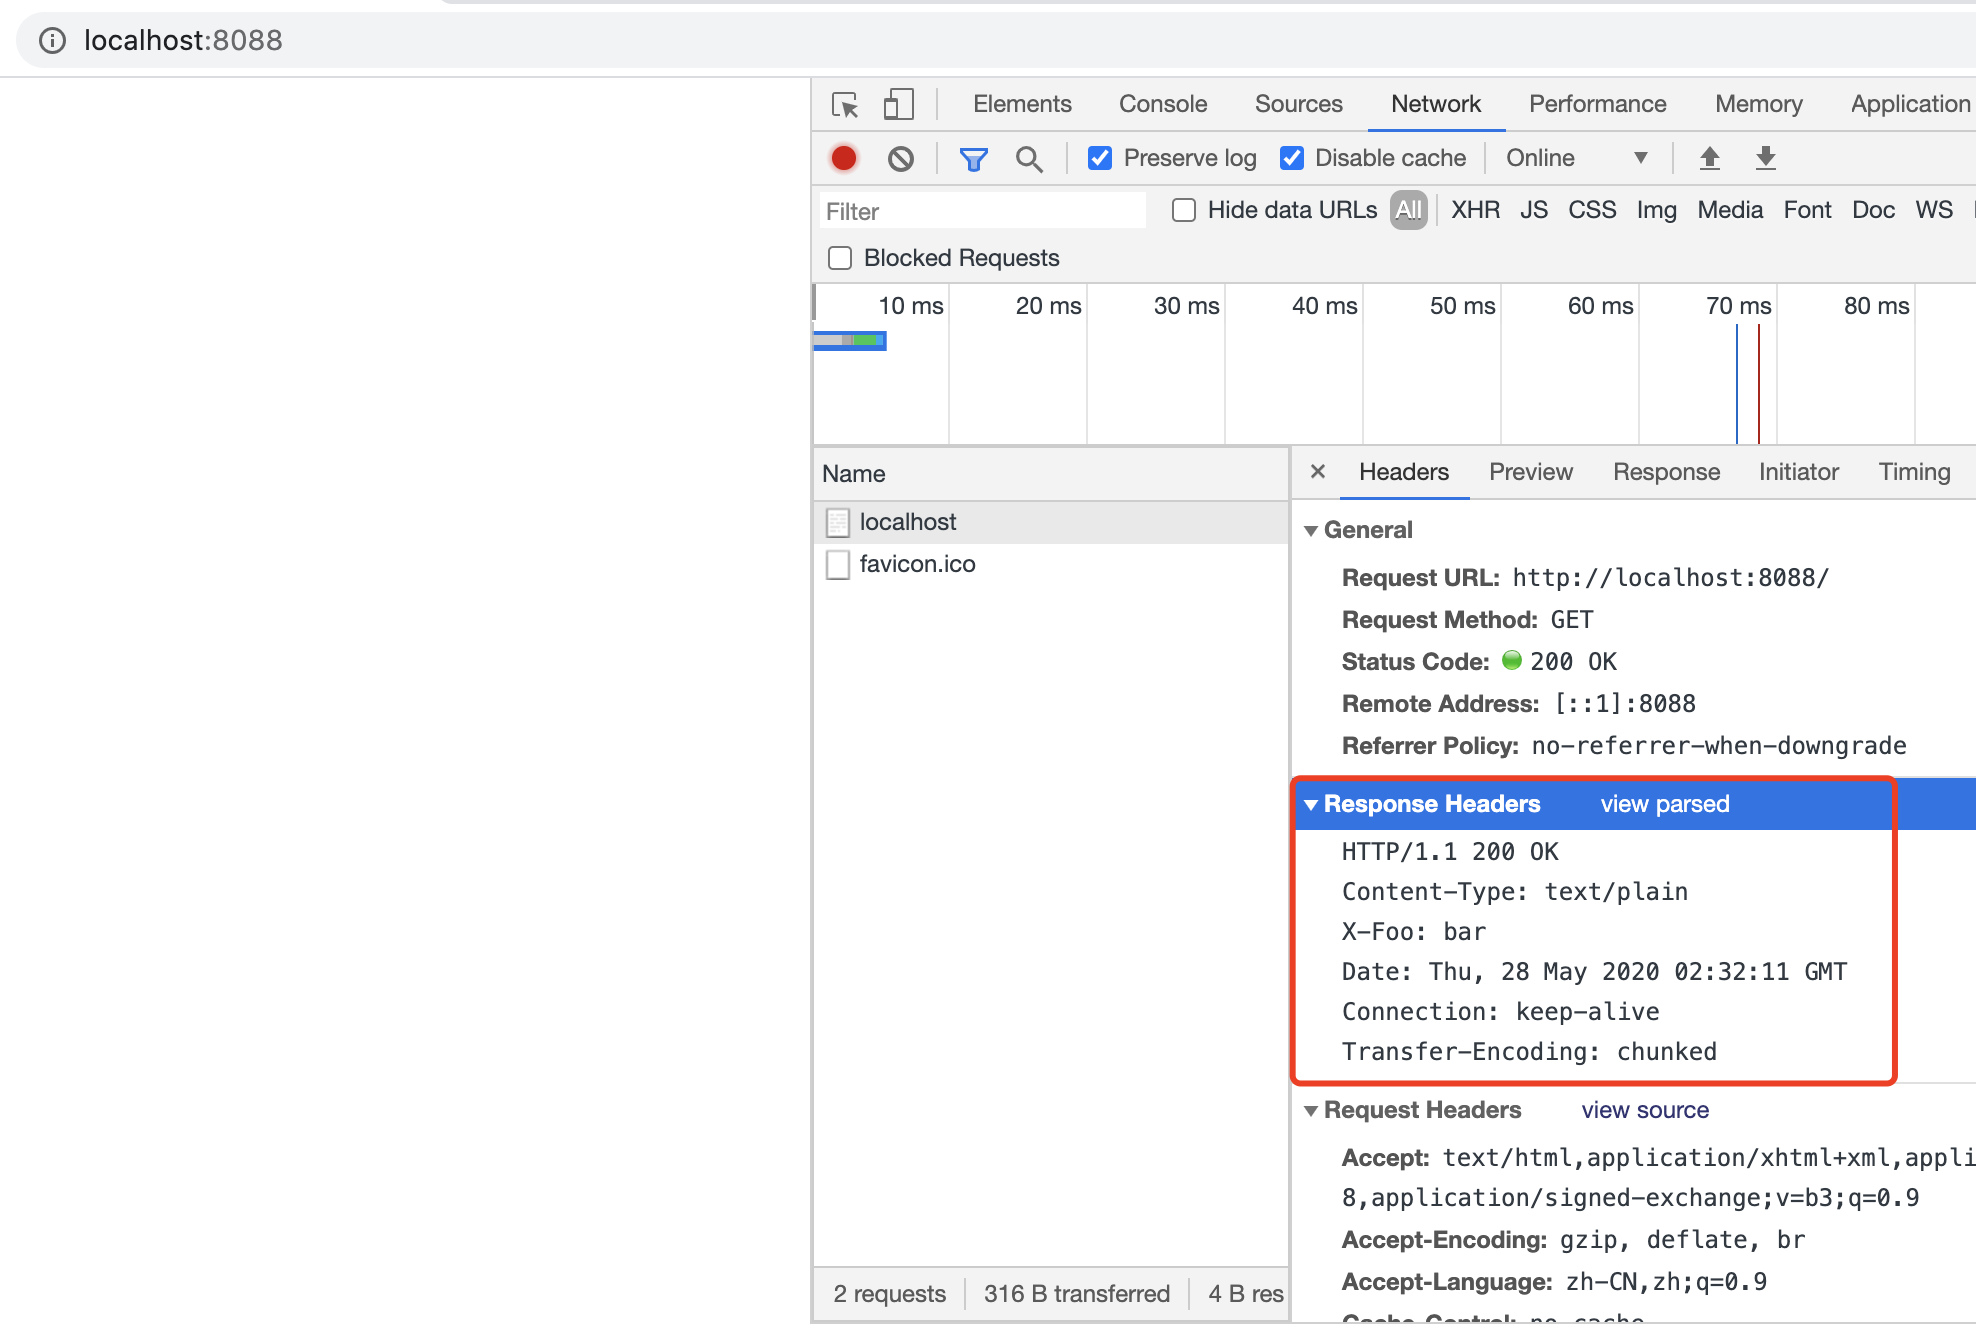 localhost:8088
Elements Console Sources Network Performance Memory Application
Preserve log Disable cache Online
Filter Hide data URLs All XHR JS CSS Img Media Font Doc WS
Blocked Requests
10 ms 20 ms 30 ms 40 ms 50 ms 60 ms 70 ms 80 ms
Name
localhost
favicon.ico
2 requests 316 B transferred 4 B res
× Headers Preview Response Initiator Timing
General
Request URL: http://localhost:8088/
Request Method: GET
Status Code: 200 OK
Remote Address: [::1]:8088
Referrer Policy: no-referrer-when-downgrade
Response Headers view parsed
HTTP/1.1 200 OK
Content-Type: text/plain
X-Foo: bar
Date: Thu, 28 May 2020 02:32:11 GMT
Connection: keep-alive
Transfer-Encoding: chunked
Request Headers view source
Accept: text/html,application/xhtml+xml,appli
8,application/signed-exchange;v=b3;q=0.9
Accept-Encoding: gzip, deflate, br
Accept-Language: zh-CN,zh;q=0.9
Cache-Control: no-cache